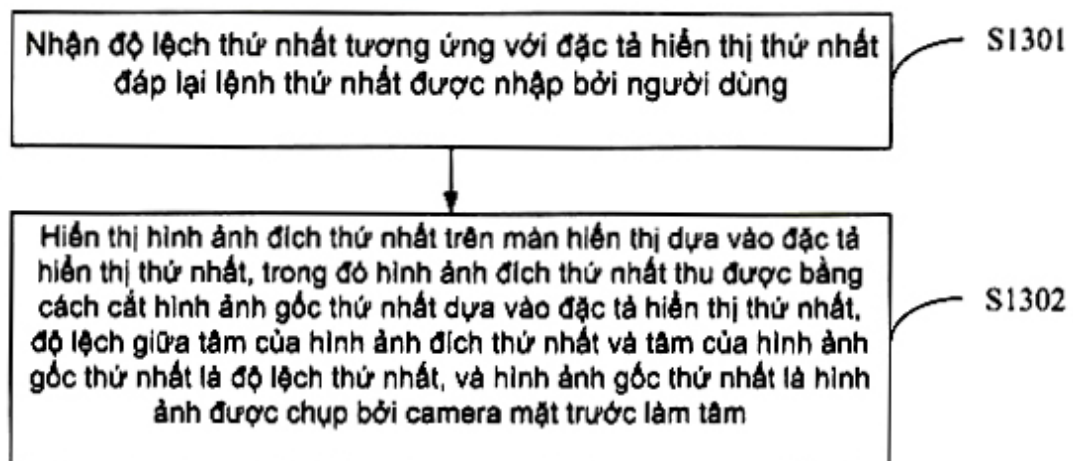 Nhận độ lệch thứ nhất tương ứng với đặc tả hiển thị thứ nhất
đáp lại lệnh thứ nhất được nhập bởi người dùng
S1301
Hiển thị hình ảnh đích thứ nhất trên màn hiển thị dựa vào đặc tả
hiển thị thứ nhất, trong đó hình ảnh đích thứ nhất thu được bằng
cách cắt hình ảnh gốc thứ nhất dựa vào đặc tả hiển thị thứ nhất,
độ lệch giữa tâm của hình ảnh đích thứ nhất và tâm của hình ảnh
gốc thứ nhất là độ lệch thứ nhất, và hình ảnh gốc thứ nhất là hình
ảnh được chụp bởi camera mặt trước làm tâm
S1302